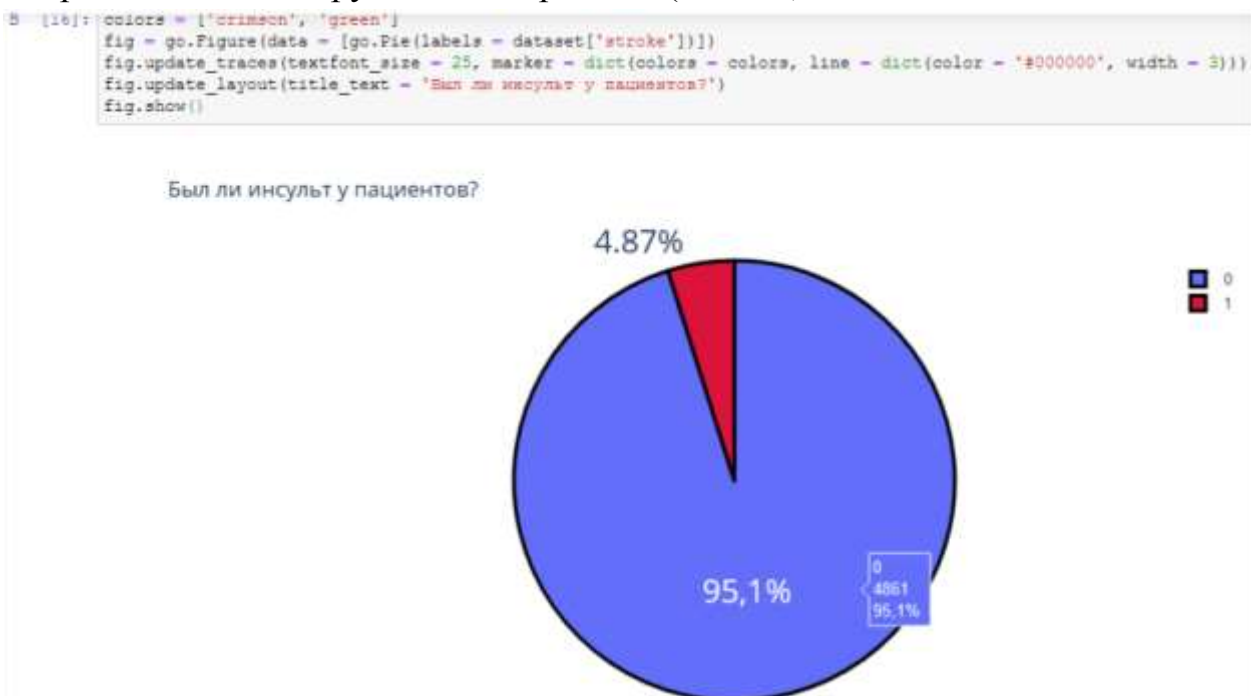 В [16]: colors = ['crimson', 'green']
fig = go.Figure(data = [go.Pie(labels = dataset['stroke'])])
fig.update_traces(textfont_size = 25, marker = dict(colors = colors, line = dict(color = '#000000', width = 3)))
fig.update_layout(title_text = 'Был ли инсульт у пациентов?')
fig.show()
Был ли инсульт у пациентов?
4.87%
0
1
95,1%
0
4861
95,1%